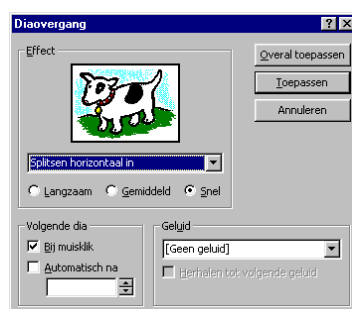 Diaovergang
Effect
Overal toepassen
Toepassen
Annuleren
Splitsen horizontaal in
Langzaam Gemiddeld Snel
Volgende dia
Bij muisklik
Automatisch na
Geluid
[Geen geluid]
Herhalen tot volgende geluid